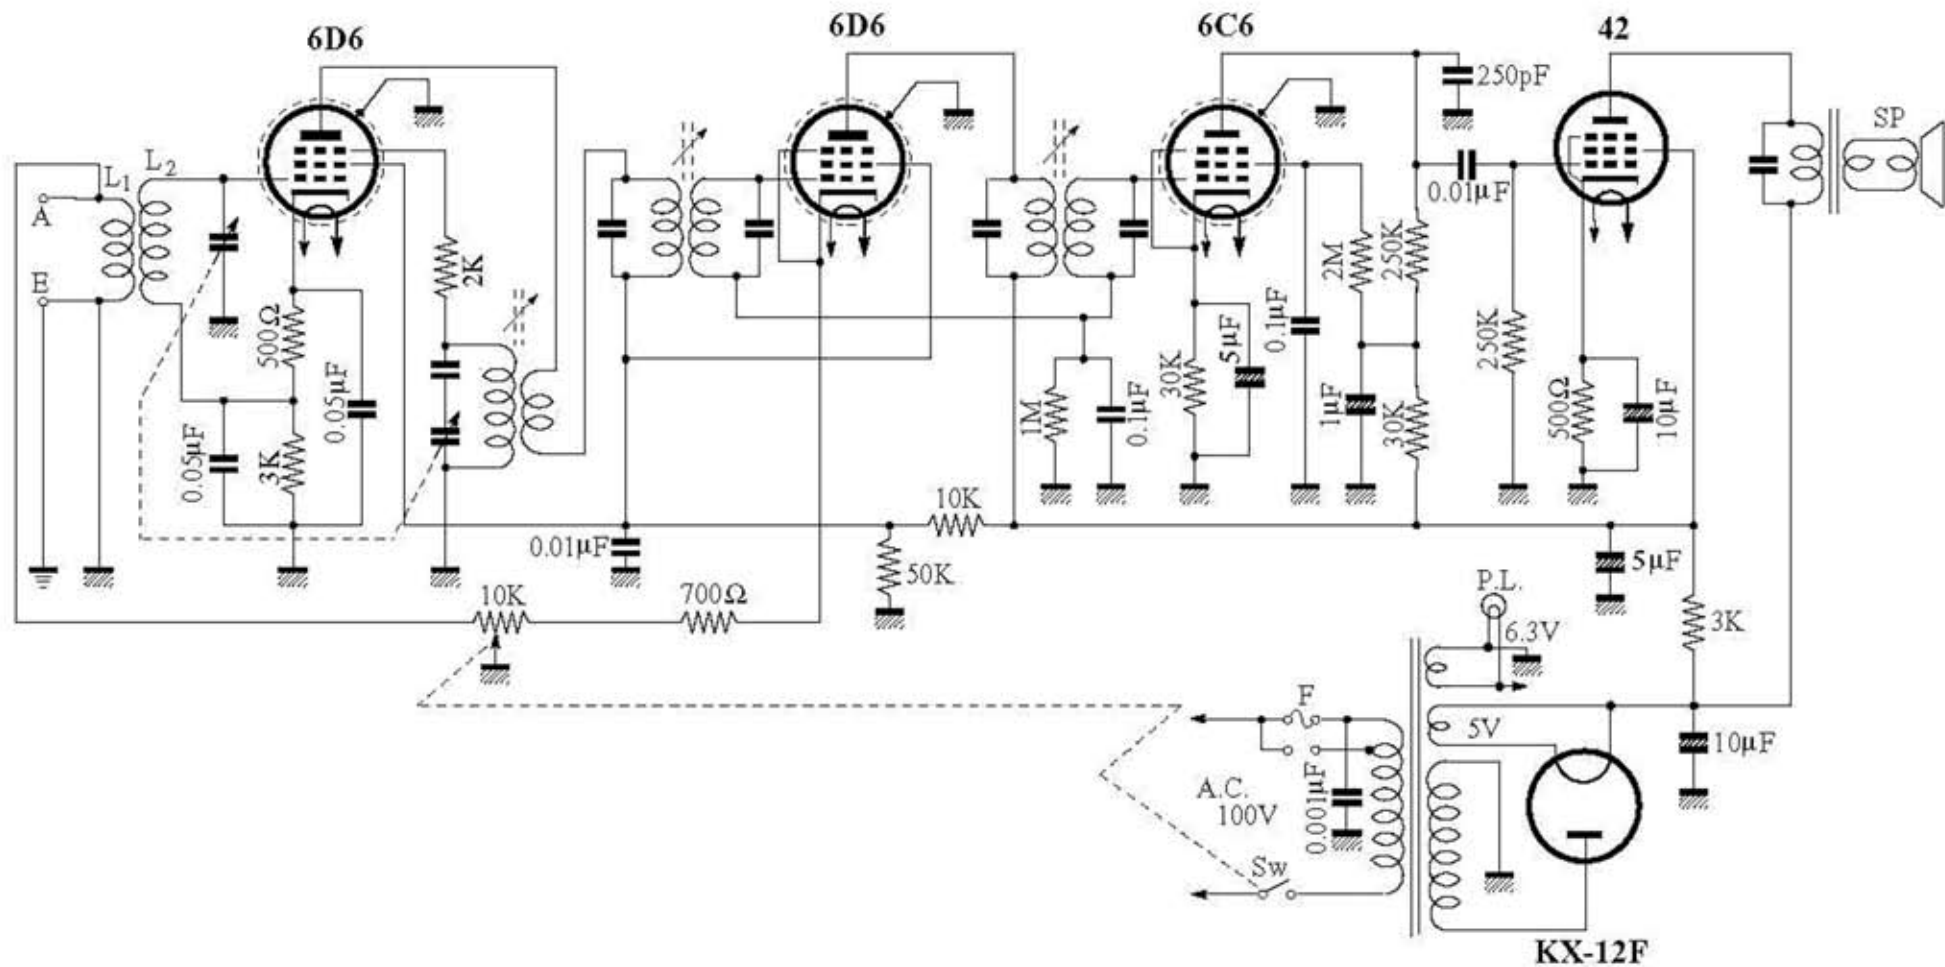 6D6
6D6
6C6
42
250pF
SP
L1
L2
A
E
0.01µF
2K
2M
250K
500Ω
0.05µF
0.05µF
3K
1M
0.1µF
30K
5µF
0.1µF
1µF
30K
250K
500Ω
10µF
10K
0.01µF
50K
5µF
10K
700Ω
P.L.
6.3V
3K
F
5V
10µF
A.C.
100V
0.001µF
Sw
KX-12F